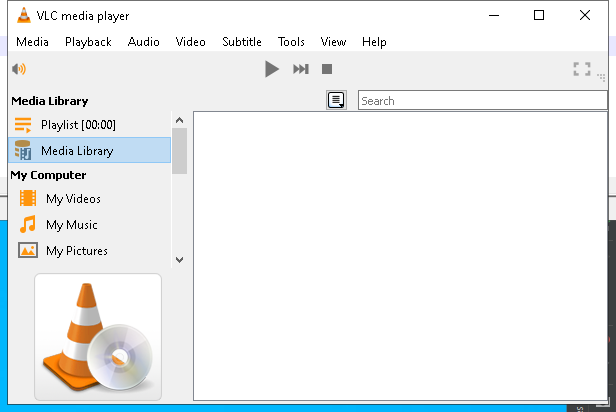 VLC media player
Media Playback Audio Video Subtitle Tools View Help
Media Library
Search
Playlist [00:00]
Media Library
My Computer
My Videos
My Music
My Pictures